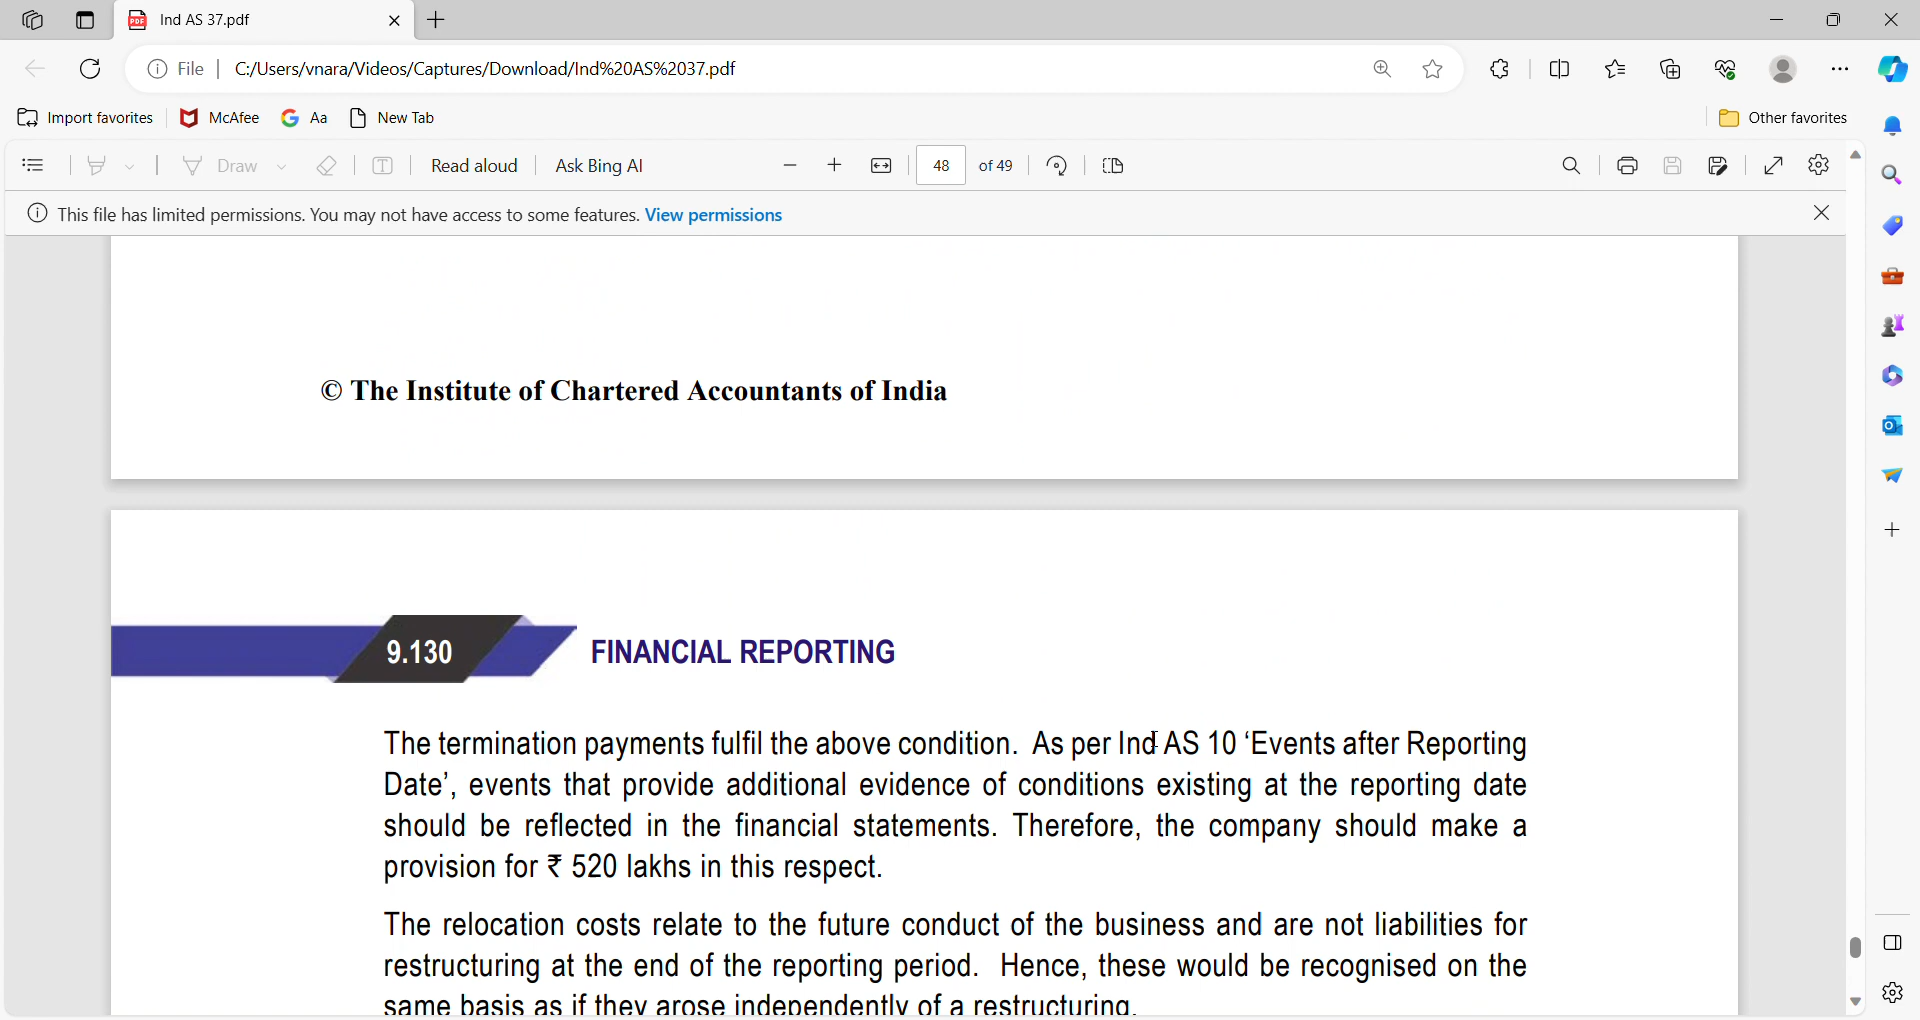 Ind AS 37.pdf
File
C:/Users/vnara/Videos/Captures/Download/Ind%20AS%2037.pdf
Import favorites
McAfee
Aa
New Tab
Other favorites
Draw
Read aloud
Ask Bing AI
48
of 49
This file has limited permissions. You may not have access to some features. View permissions
© The Institute of Chartered Accountants of India
9.130
FINANCIAL REPORTING
The termination payments fulfil the above condition. As per Ind AS 10 ‘Events after Reporting
Date’, events that provide additional evidence of conditions existing at the reporting date
should be reflected in the financial statements. Therefore, the company should make a
provision for ₹ 520 lakhs in this respect.
The relocation costs relate to the future conduct of the business and are not liabilities for
restructuring at the end of the reporting period. Hence, these would be recognised on the
same basis as if they arose independently of a restructuring.